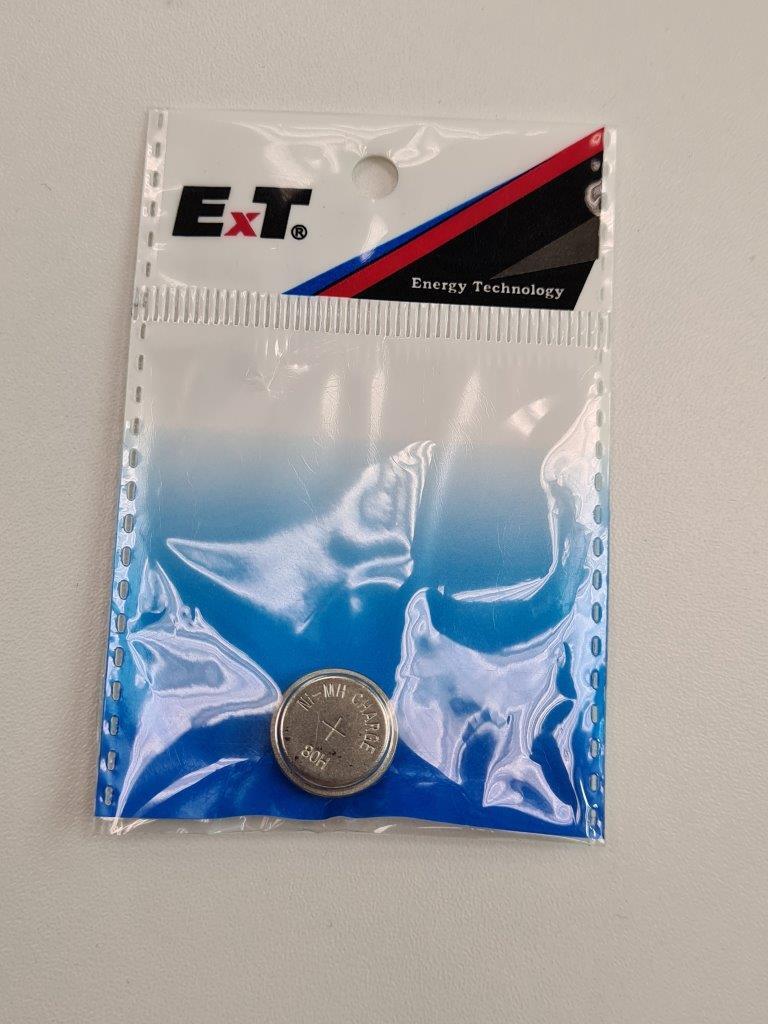 ExT®
Energy Technology
Ni-MH CHARGE
+
80H